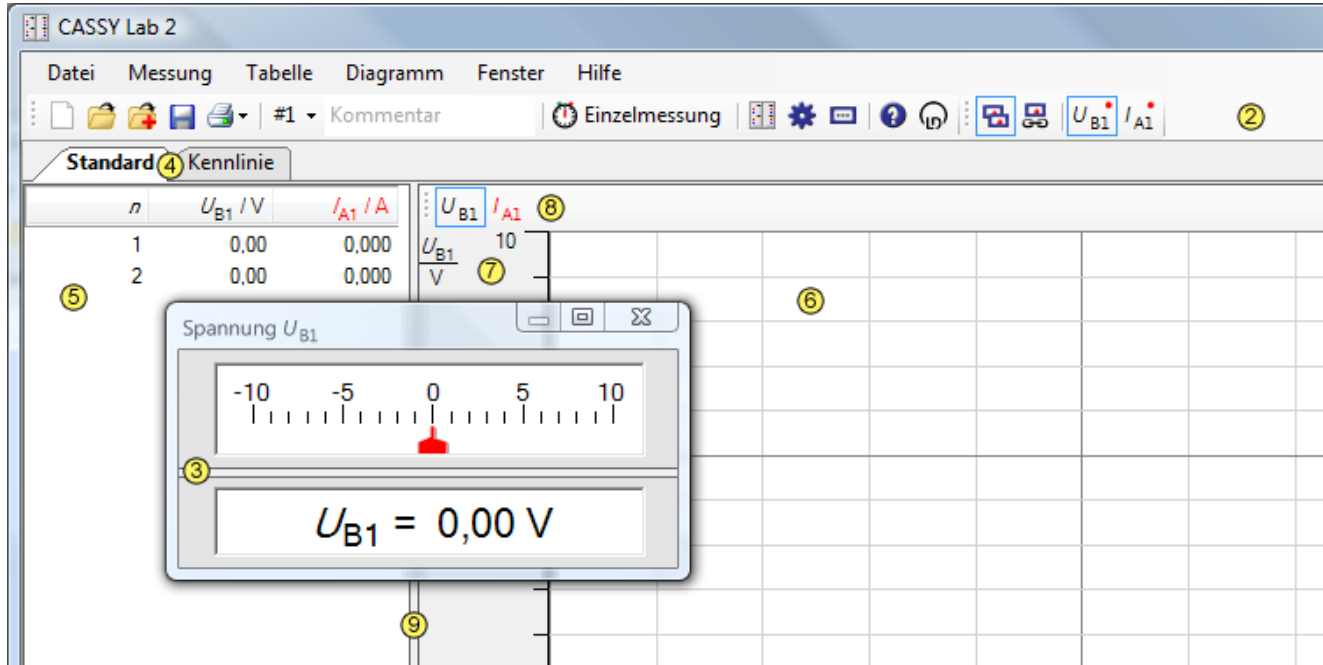 CASSY Lab 2
Datei Messung Tabelle Diagramm Fenster Hilfe
#1 Kommentar Einzelmessung UB1 IA1 2
Standard 4 Kennlinie
n UB1 / V IA1 / A UB1 IA1 8
1 0,00 0,000 UB1 10
2 0,00 0,000 V 7
5 6
Spannung UB1
-10 -5 0 5 10
3
UB1 = 0,00 V
9